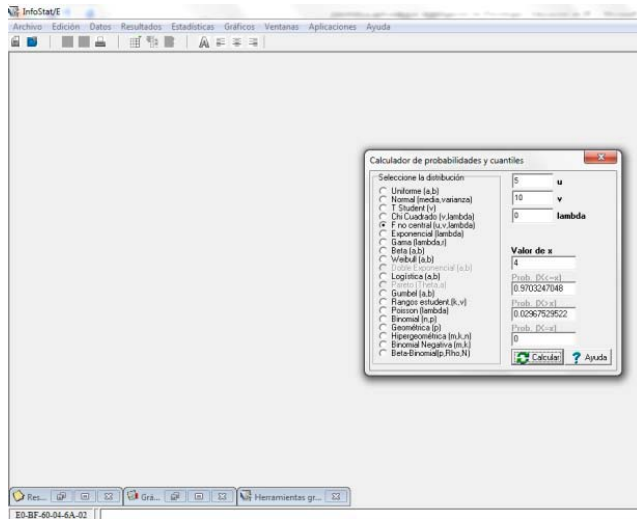 InfoStat/E
Archivo Edición Datos Resultados Estadísticas Gráficos Ventanas Aplicaciones Ayuda
Calculador de probabilidades y cuantiles
Seleccione la distribución
Uniforme (a,b)
Normal (media,varianza)
T Student (v)
Chi Cuadrado (v,lambda)
F no central (u,v,lambda)
Exponencial (lambda)
Gama (lambda,r)
Beta (a,b)
Weibull (a,b)
Doble Exponencial (a,b)
Logística (a,b)
Pareto (Theta,a)
Gumbel (a,b)
Rangos estudent.(k,v)
Poisson (lambda)
Binomial (n,p)
Geométrica (p)
Hipergeométrica (m,k,n)
Binomial Negativa (m,k)
Beta-Binomial(p,Rho,N)
5 u
10 v
0 lambda
Valor de x
4
Prob. (X<=x)
0.9703247048
Prob. (X>x)
0.02967529522
Prob. (X=x)
0
Calcular ? Ayuda
Res... Grá... Herramientas gr...
E0-BF-60-04-6A-02